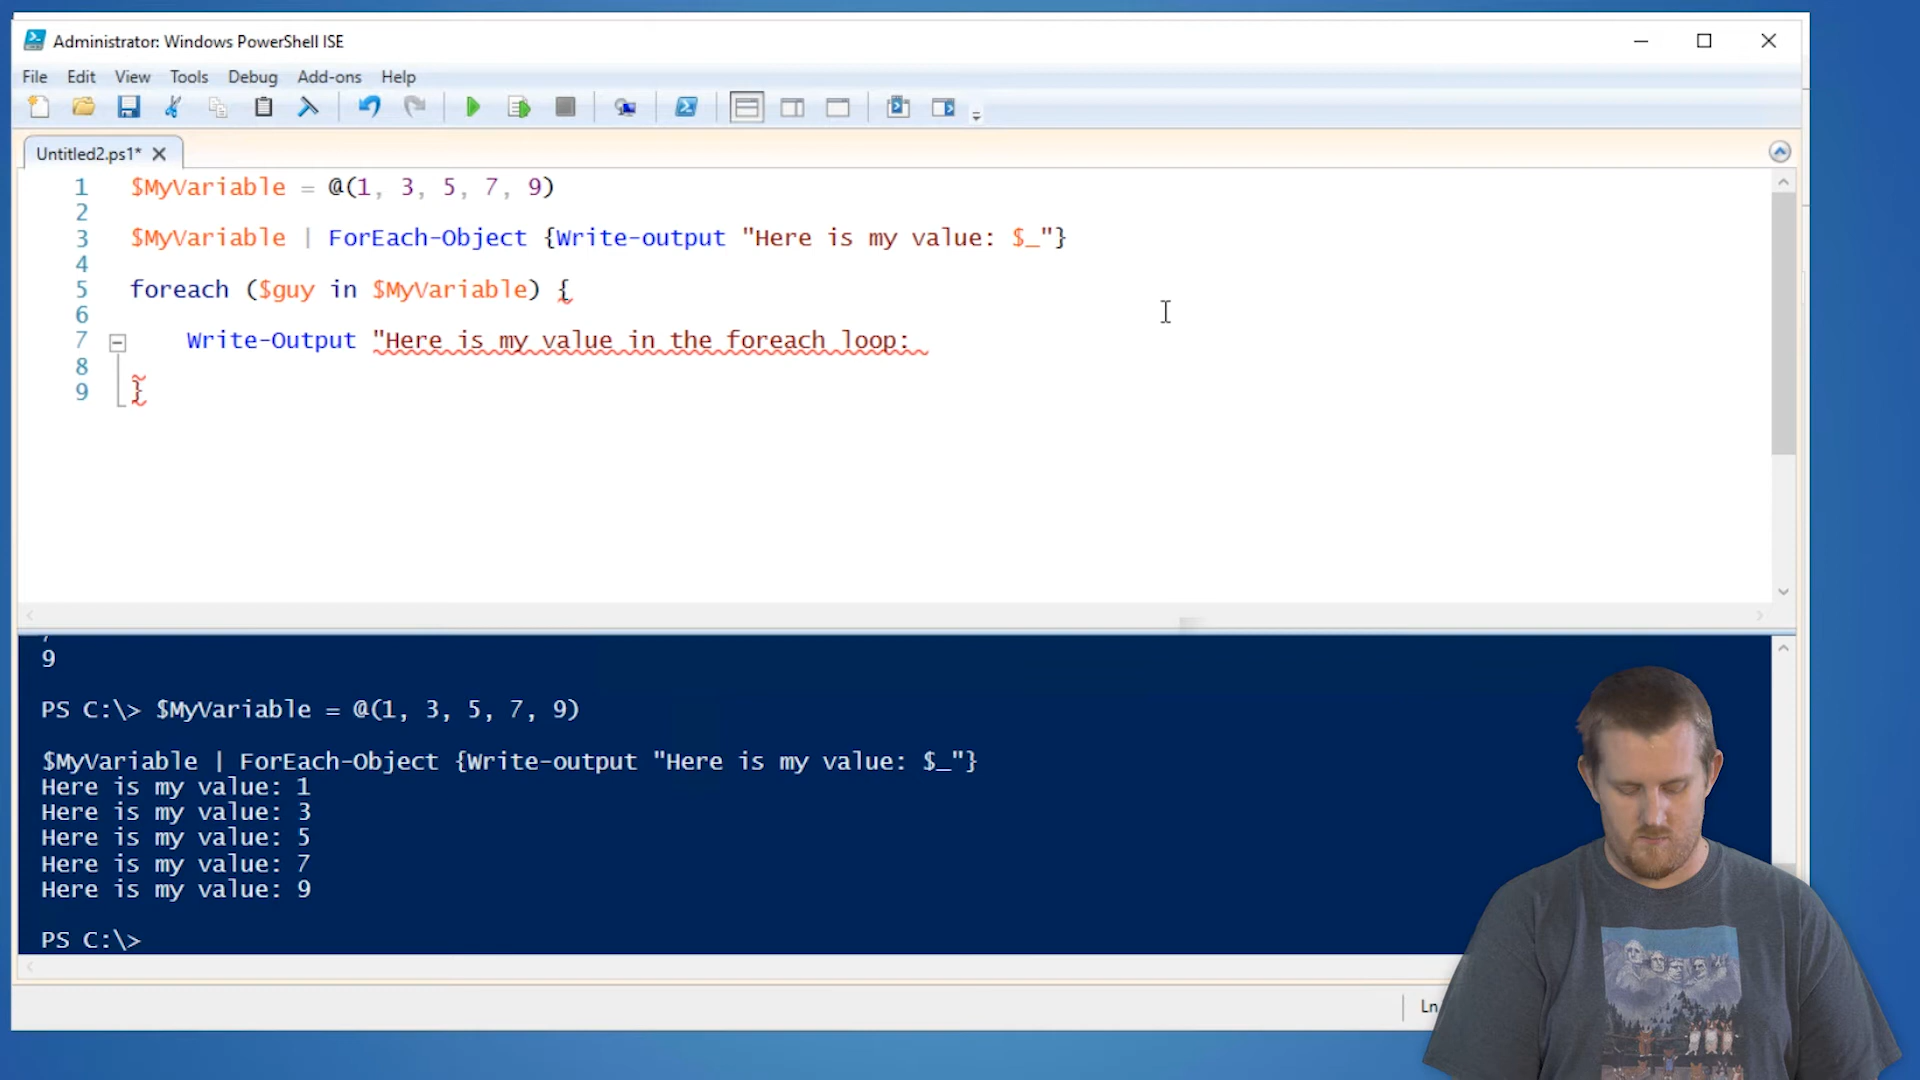 Administrator: Windows PowerShell ISE
File Edit View Tools Debug Add-ons Help
Untitled2.ps1*
1 $MyVariable = @(1, 3, 5, 7, 9)
2
3 $MyVariable | ForEach-Object {Write-output "Here is my value: $_"}
4
5 foreach ($guy in $MyVariable) {
6
7 Write-Output "Here is my value in the foreach loop:
8
9 }
9
PS C:\> $MyVariable = @(1, 3, 5, 7, 9)
$MyVariable | ForEach-Object {Write-output "Here is my value: $_"}
Here is my value: 1
Here is my value: 3
Here is my value: 5
Here is my value: 7
Here is my value: 9
PS C:\>
Ln